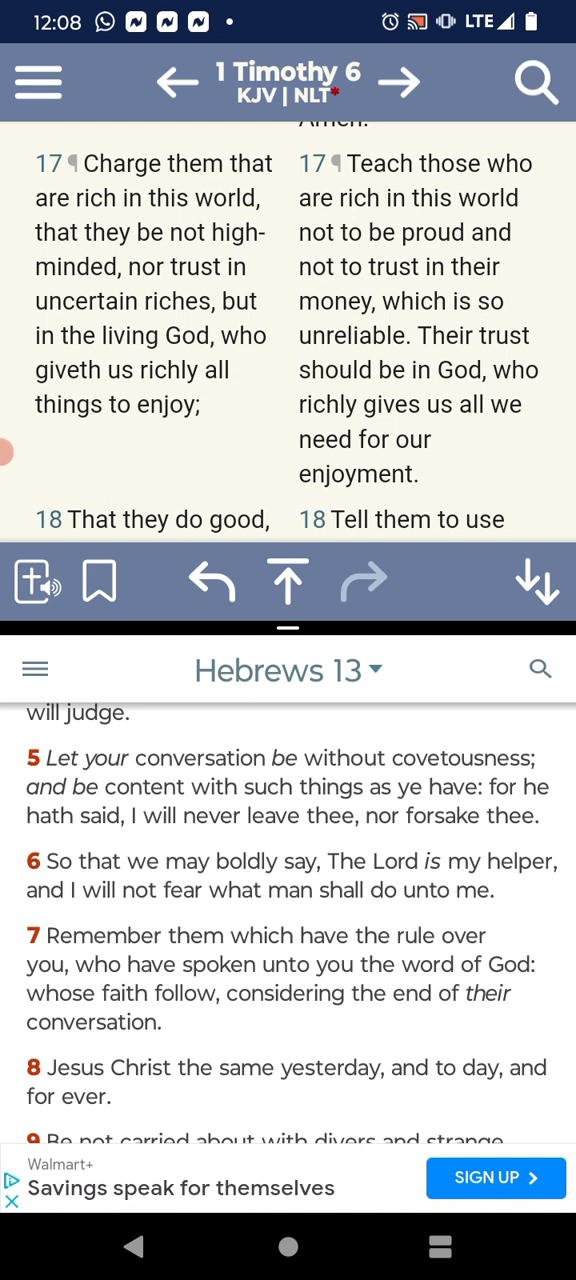 12:08 LTE
1 Timothy 6
KJV | NLT*
Amen.
17 ¶ Charge them that
are rich in this world,
that they be not high-
minded, nor trust in
uncertain riches, but
in the living God, who
giveth us richly all
things to enjoy;
17 ¶ Teach those who
are rich in this world
not to be proud and
not to trust in their
money, which is so
unreliable. Their trust
should be in God, who
richly gives us all we
need for our
enjoyment.
18 That they do good,
18 Tell them to use
Hebrews 13
will judge.
5 Let your conversation be without covetousness;
and be content with such things as ye have: for he
hath said, I will never leave thee, nor forsake thee.
6 So that we may boldly say, The Lord is my helper,
and I will not fear what man shall do unto me.
7 Remember them which have the rule over
you, who have spoken unto you the word of God:
whose faith follow, considering the end of their
conversation.
8 Jesus Christ the same yesterday, and to day, and
for ever.
9 Be not carried about with divers and strange
Walmart+
Savings speak for themselves
SIGN UP